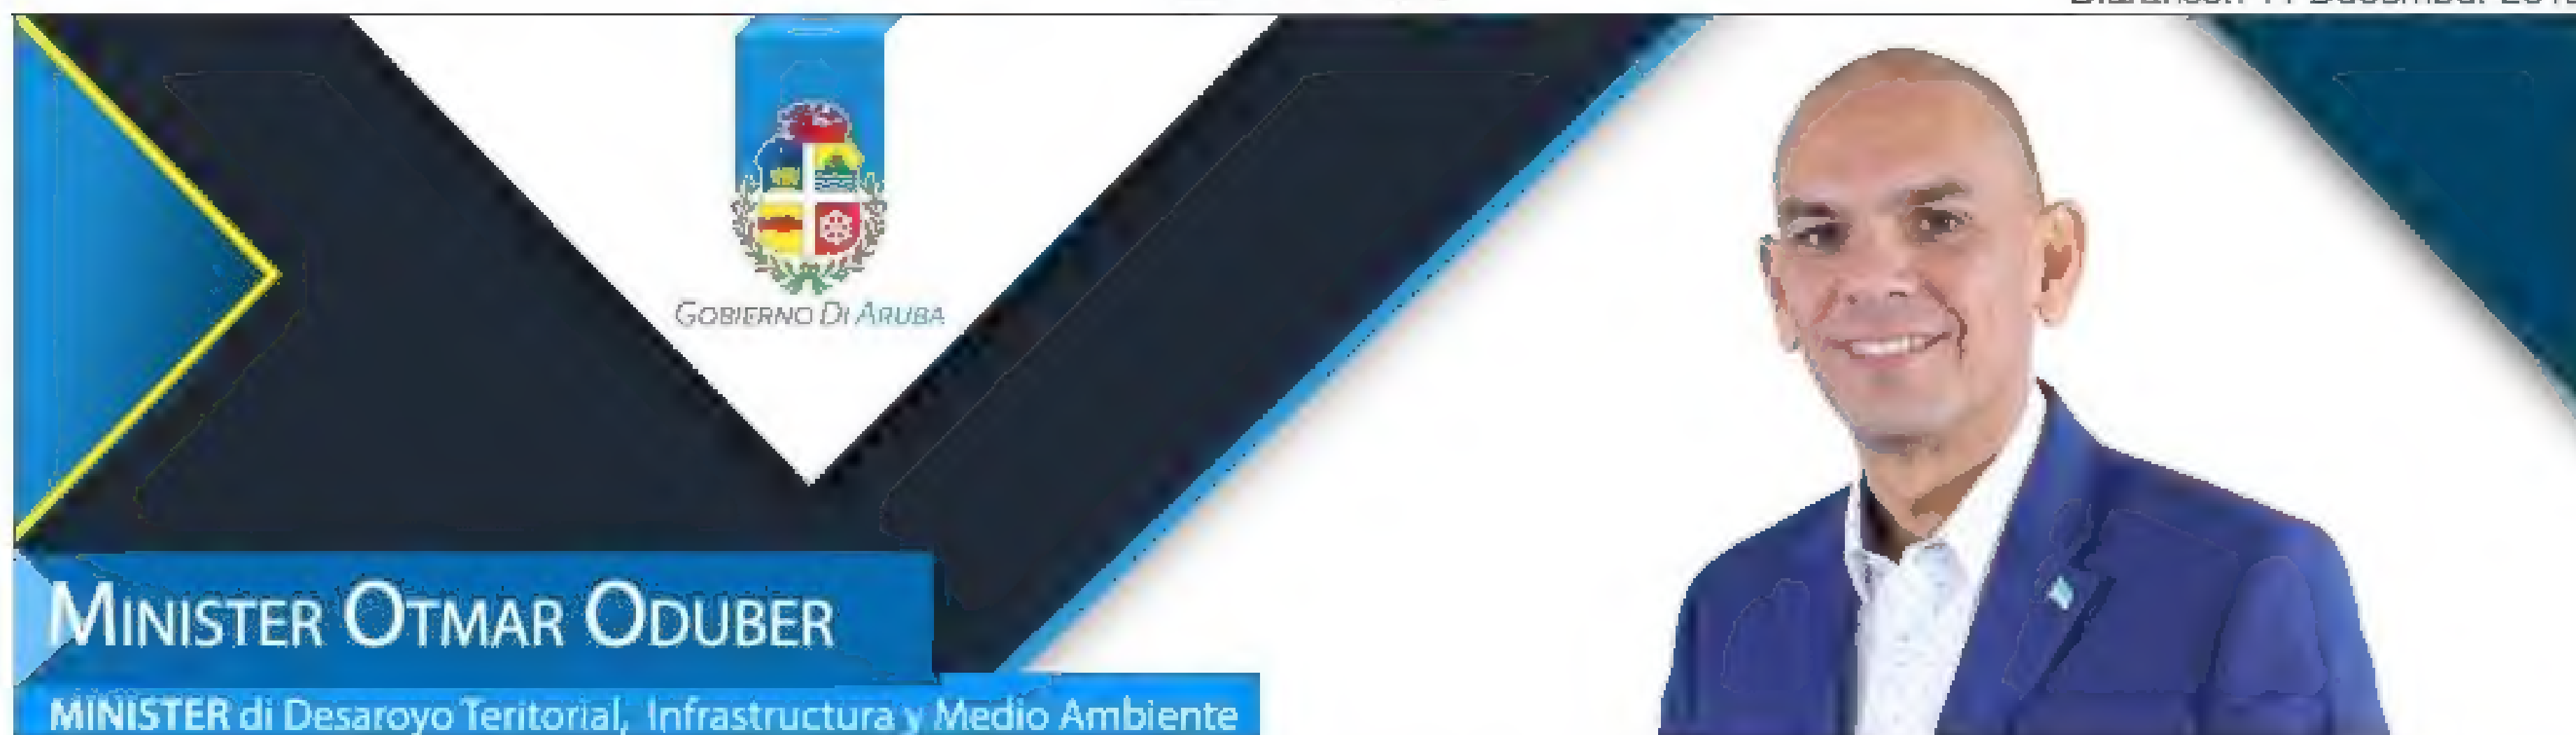 GOBIERNO DI ARUBA
MINISTER OTMAR ODUBER
MINISTER di Desaroyo Teritorial, Infrastructura y Medio Ambiente